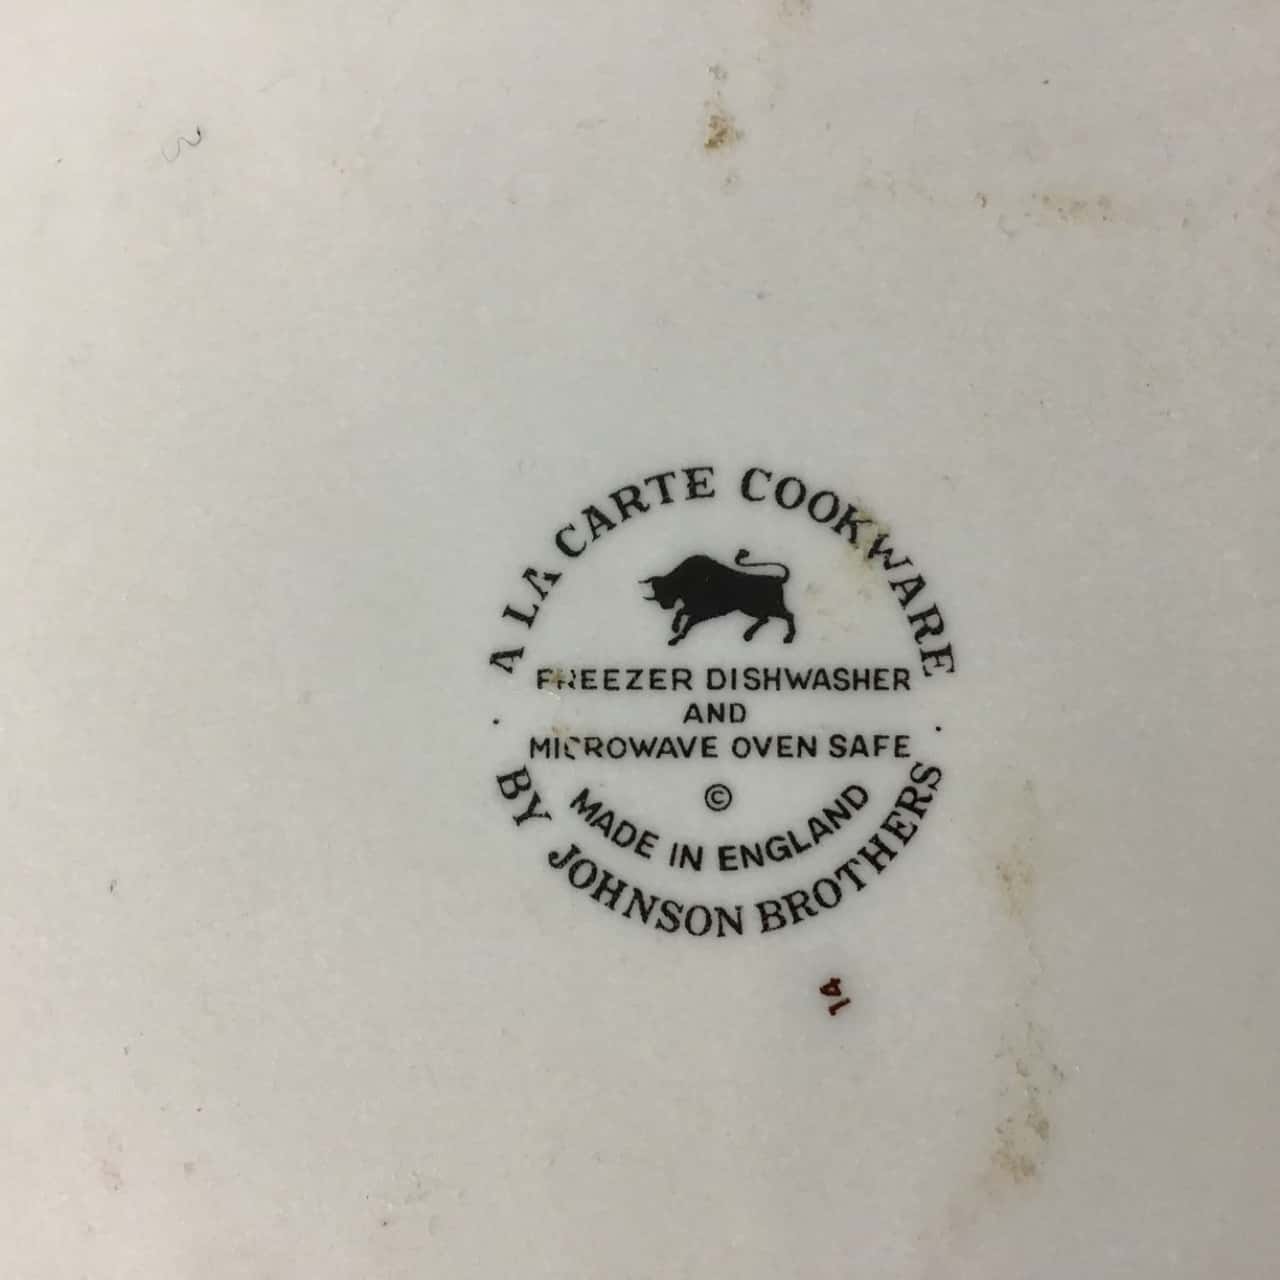 A LA CARTE COOKWARE
FREEZER DISHWASHER
AND
MICROWAVE OVEN SAFE
©
MADE IN ENGLAND
BY JOHNSON BROTHERS
14